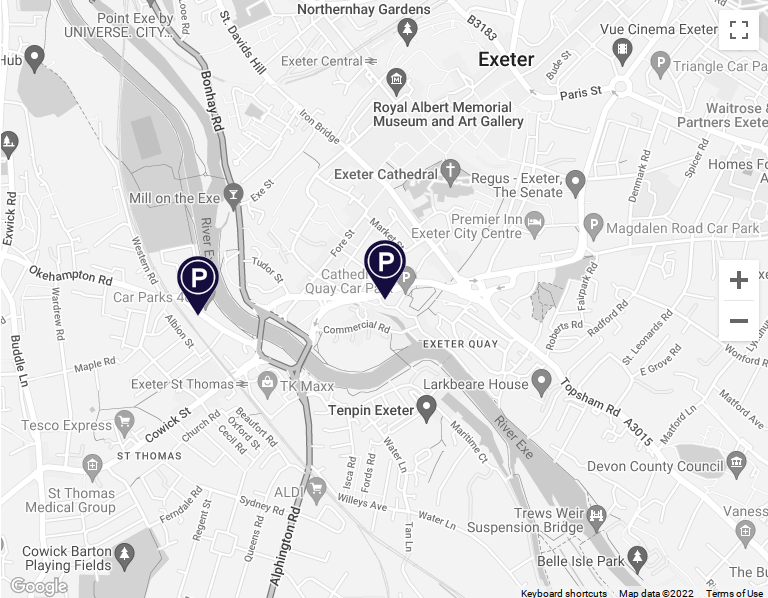 Northernhay
Gardens
Point Exe by
UNIVERSE. CITY...
Looe Rd
St. Davids Hill
B3183
Vue Cinema Exeter
Hub
Exeter Central
Exeter
Bude St
Triangle Car Pa
Bonhay Rd
Royal Albert Memorial
Museum and Art Gallery
Paris St
Waitrose &
Partners Exeter
Iron Bridge
Denmark Rd
Spicer Rd
Homes Fo
Exeter Cathedral
Regus - Exeter,
The Senate
Exe St
Mill on the Exe
Exwick Rd
River Exe
Market St
Premier Inn
Exeter City Centre
Magdalen Road Car Park
Western Rd
Fore St
Okehampton Rd
Tudor St
P
P
P
P
P
Cathed
Quay Car Pa
Car Parks 4
Wardrew Rd
Fairpark Rd
+
−
Albion St
Commercial Rd
EXETER QUAY
Roberts Rd
Radford Rd
St. Leonards Rd
Buddle Ln
Maple Rd
E Grove Rd
Wonford Ro
Exeter St Thomas
TK Maxx
Larkbeare House
Topsham Rd
A3015
Matford Ave
Matford Ln
Tenpin Exeter
Cowick St
Tesco Express
Church Rd
Beaufort Rd
Oxford St
Cecil Rd
River Exe
Maritime Ct
Water Ln
ST THOMAS
Isca Rd
Fords Rd
Devon County Council
St Thomas
Medical Group
Ferndale Rd
ALDI
Willeys Ave
Sydney Rd
Regent St
Queens Rd
Alphington Rd
Water Ln
Tan Ln
Trews Weir
Suspension Bridge
Vaness
Cowick Barton
Playing Fields
Belle Isle Park
The Bu
Google
Keyboard shortcuts
Map data ©2022
Terms of Use